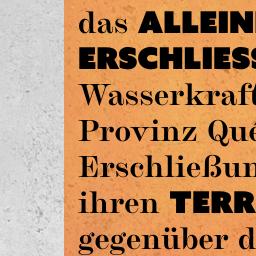 das ALLEIN
ERSCHLIESS
Wasserkraft
Provinz Qué
Erschließun
ihren TERR
gegenüber d